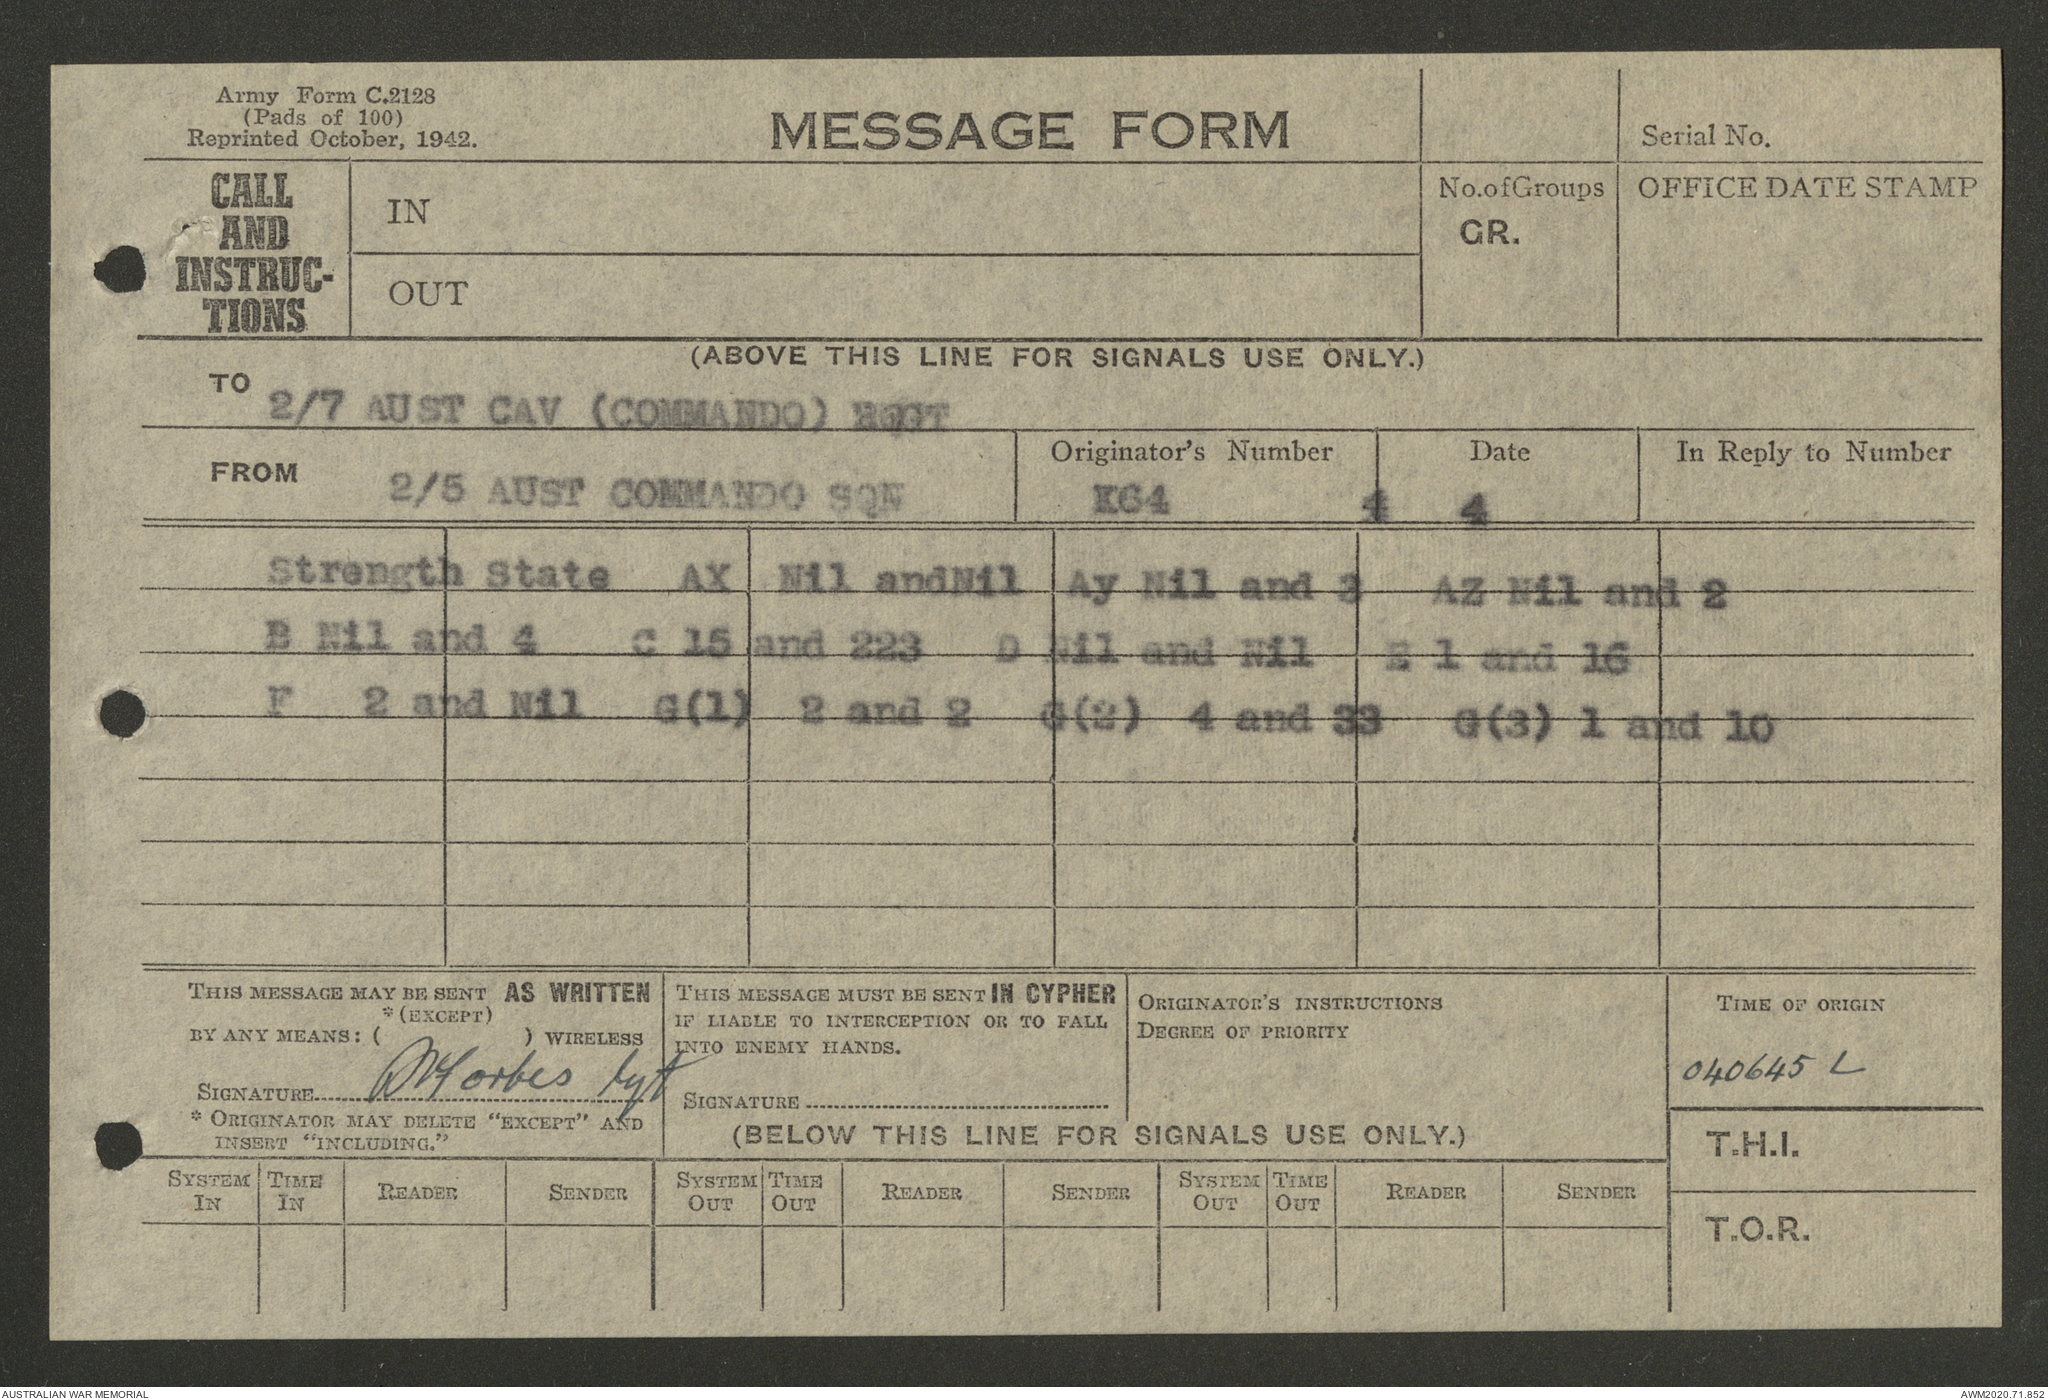 Army Form C.2128
(Pads of 100)
Reprinted October, 1942.
MESSAGE FORM
Serial No.
CALL
AND
INSTRUC-
TIONS
IN
OUT
No.of Groups
GR.
OFFICE DATE STAMP
(ABOVE THIS LINE FOR SIGNALS USE ONLY.)
TO 2/7 AUST CAV (COMMANDO) REGT
FROM 2/5 AUST COMMANDO SQN
Originator's Number
K64
Date
4 4
In Reply to Number
Strength State AX Nil andNil Ay Nil and 3 AZ Nil and 2
B Nil and 4 C 15 and 223 D Nil and Nil E 1 and 16
F 2 and Nil G(1) 2 and 2 G(2) 4 and 33 G(3) 1 and 10
THIS MESSAGE MAY BE SENT AS WRITTEN
*(EXCEPT)
BY ANY MEANS: ( ) WIRELESS
SIGNATURE Forbes
* ORIGINATOR MAY DELETE "EXCEPT" AND
INSERT "INCLUDING."
THIS MESSAGE MUST BE SENT IN CYPHER
IF LIABLE TO INTERCEPTION OR TO FALL
INTO ENEMY HANDS.
SIGNATURE
ORIGINATOR'S INSTRUCTIONS
DEGREE OF PRIORITY
TIME OF ORIGIN
040645 L
(BELOW THIS LINE FOR SIGNALS USE ONLY.)
T.H.I.
T.O.R.
SYSTEM IN
TIME IN
READER
SENDER
SYSTEM OUT
TIME OUT
READER
SENDER
SYSTEM OUT
TIME OUT
READER
SENDER
AUSTRALIAN WAR MEMORIAL
AWM2020.71.852